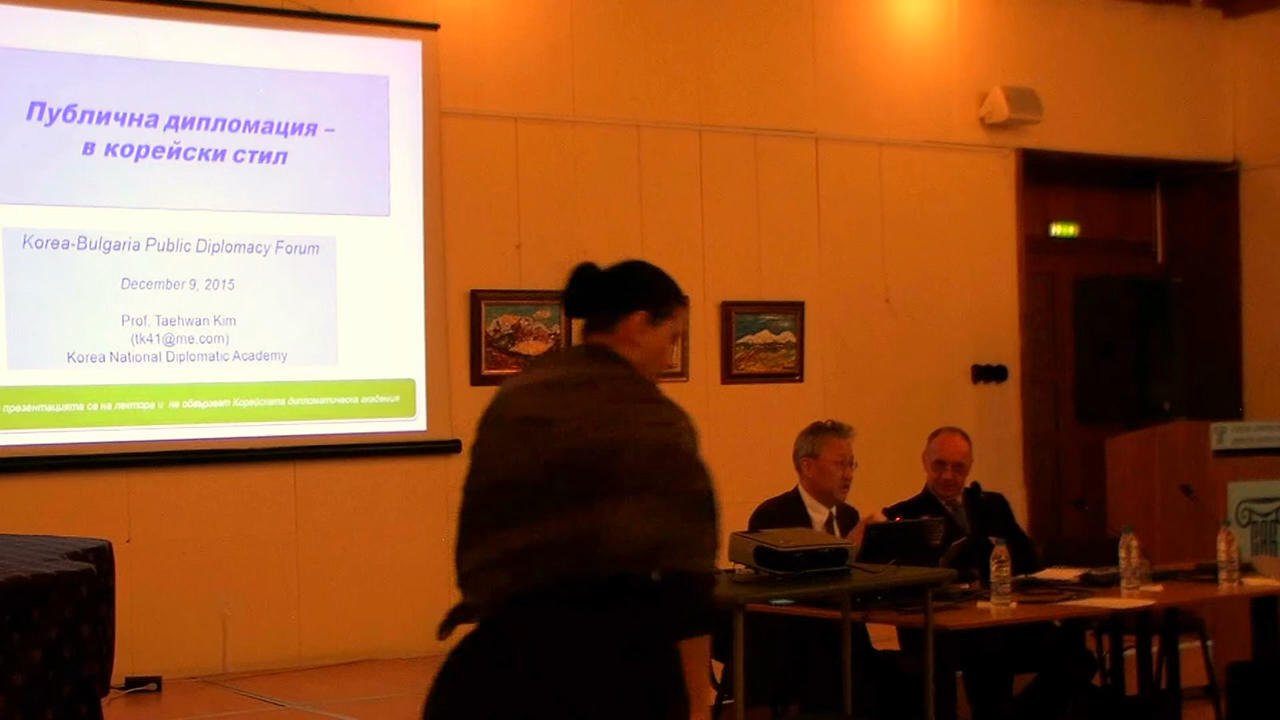 Публична дипломация –
в корейски стил
Korea-Bulgaria Public Diplomacy Forum
December 9, 2015
Prof. Taehwan Kim
(tk41@me.com)
Korea National Diplomatic Academy
презентацията се на лектора и не обвързват Корейската дипломатическа академия